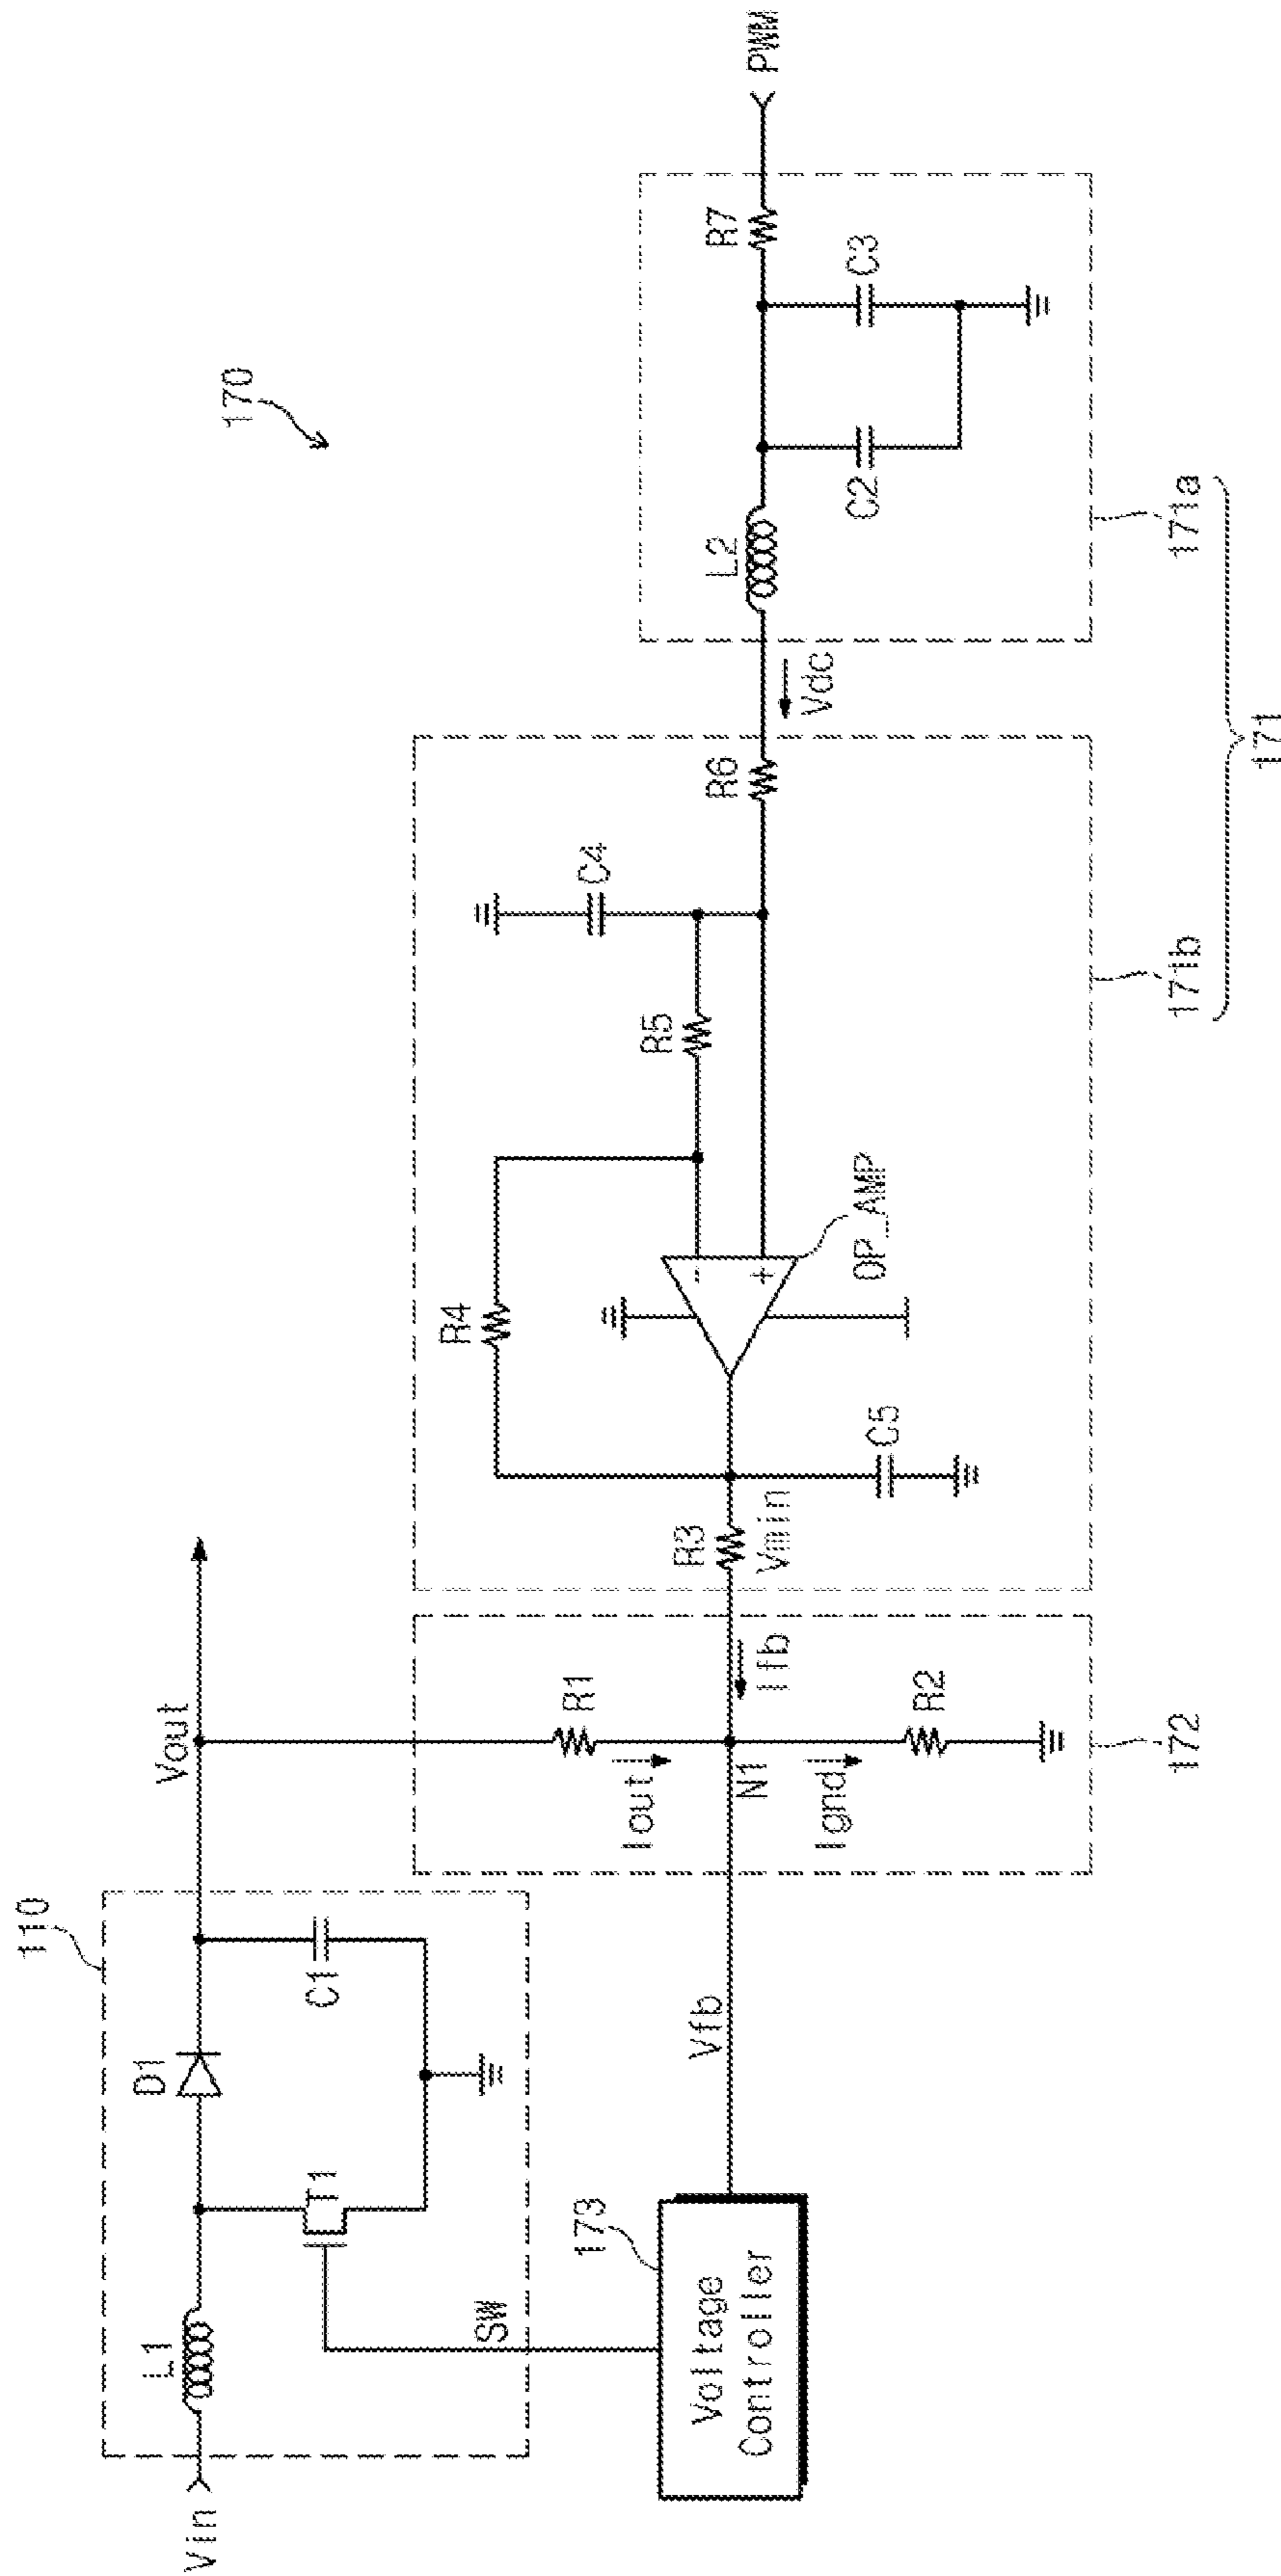 170
110
Vin
L1
D1
T1
C1
SW
Vout
173
Voltage
Controller
Vfb
R1
Iout
N1
Ignd
R2
Ifb
172
R3
Vmin
R4
C5
OP_AMP
-
+
R5
C4
R6
171b
Vdc
L2
C2
C3
R7
171a
171
PWM